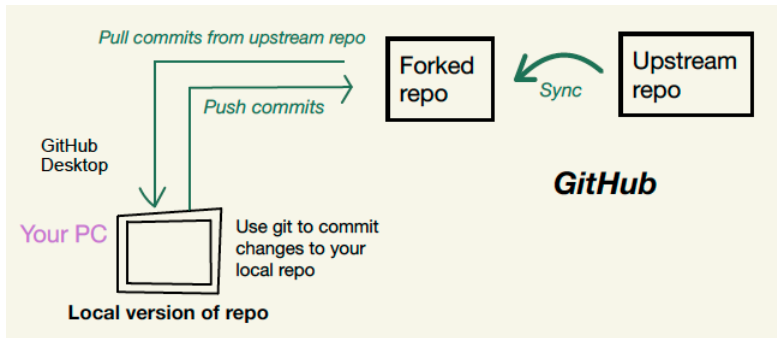 Pull commits from upstream repo
Forked
repo
Upstream
repo
Sync
Push commits
GitHub
Desktop
GitHub
Your PC
Use git to commit
changes to your
local repo
Local version of repo